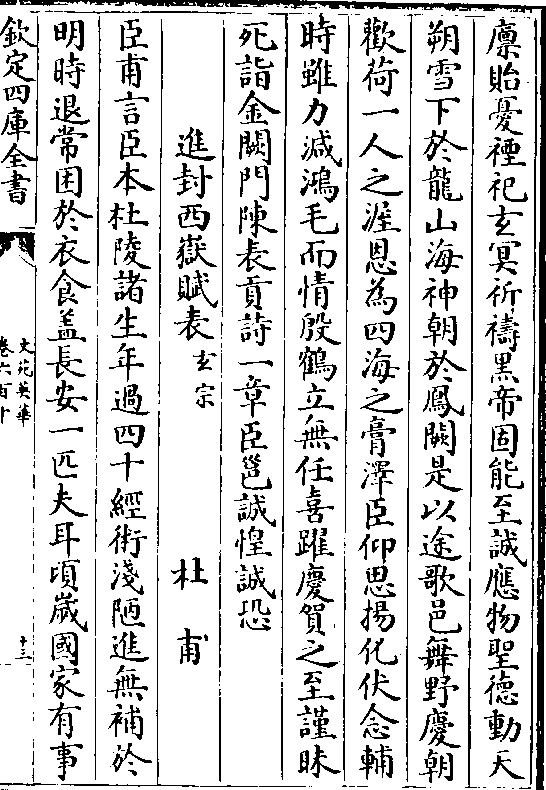 廪貽憂禋祀玄冥祈禱黑帝固能至誠應物聖德動天
朔雪下於龍山海神朝於鳳闕是以途歌邑舞野慶朝
歡荷一人之渥恩為四海之膏澤臣仰思揚化伏念輔
時雖力減鴻毛而情殷鶴立無任喜躍慶賀之至謹昧
死詣金闕門陳表貢詩一章臣邕誠惶誠恐
進封西嶽賦表 玄宗 杜甫
臣甫言臣本杜陵諸生年過四十經術淺陋進無補於
明時退常困於衣食盖長安一匹夫耳頃嵗國家有事
欽定四庫全書
文苑英華
卷六百十
十三